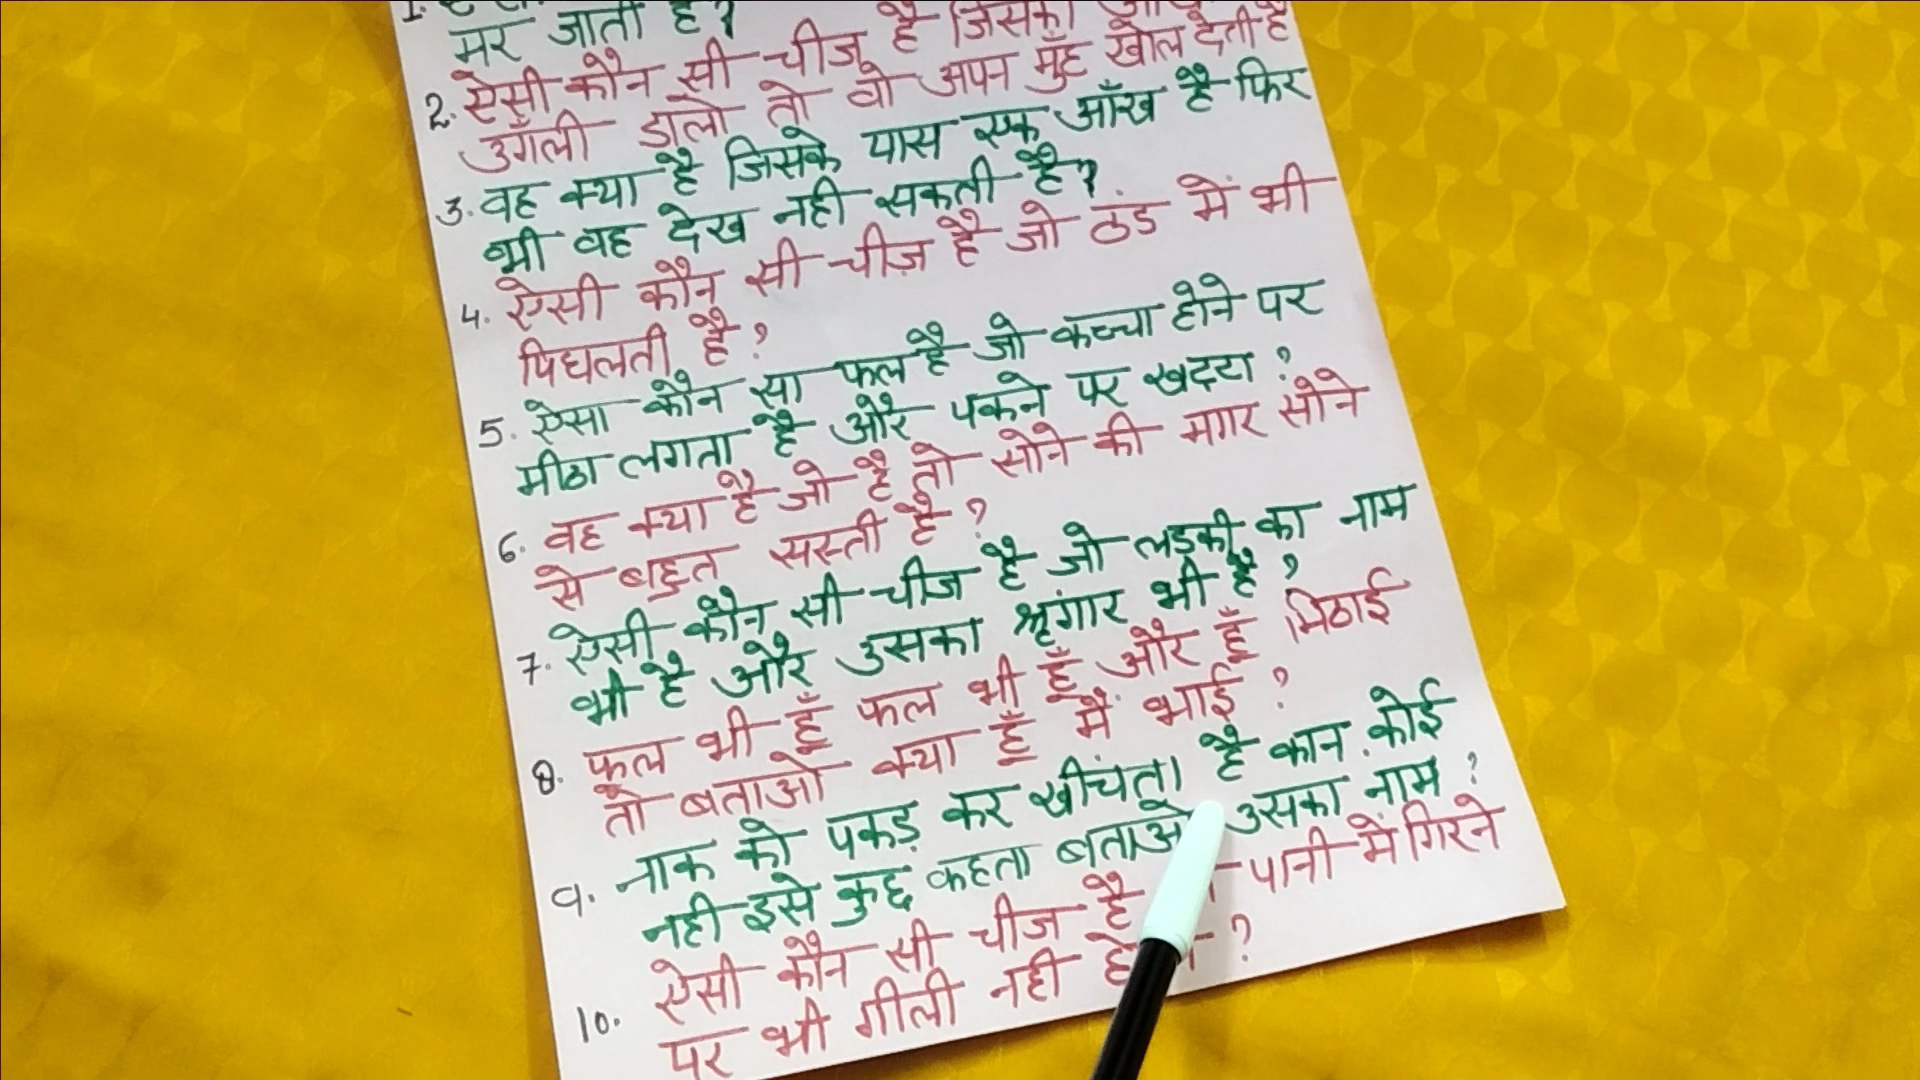 1.
मर जाती है?
2. ऐसी कौन सी चीज़ है जिसकी
उँगली डालो तो वो अपन मुँह खोल देती है
3. वह क्या है जिसके पास एक आँख है फिर
भी वह देख नही सकती है?
4. ऐसी कौन सी चीज़ है जो ठंड में भी
पिघलती है?
5. ऐसा कौन सा फल है जो कच्चा होने पर
मीठा लगता है और पकने पर खट्टा?
6. वह क्या है जो है तो सोने की मगर सोने
से बहुत सस्ती है?
7. ऐसी कौन सी चीज है जो लड़की का नाम
भी है और उसका श्रृंगार भी है?
8. फूल भी हूँ फल भी हूँ और हूँ मिठाई
तो बताओ क्या हूँ मैं भाई?
9. नाक को पकड़ कर खींचता है कान. कोई
नही इसे कुछ कहता बताओ उसका नाम?
10. ऐसी कौन सी चीज है पानी में गिरने
पर भी गीली नही ?